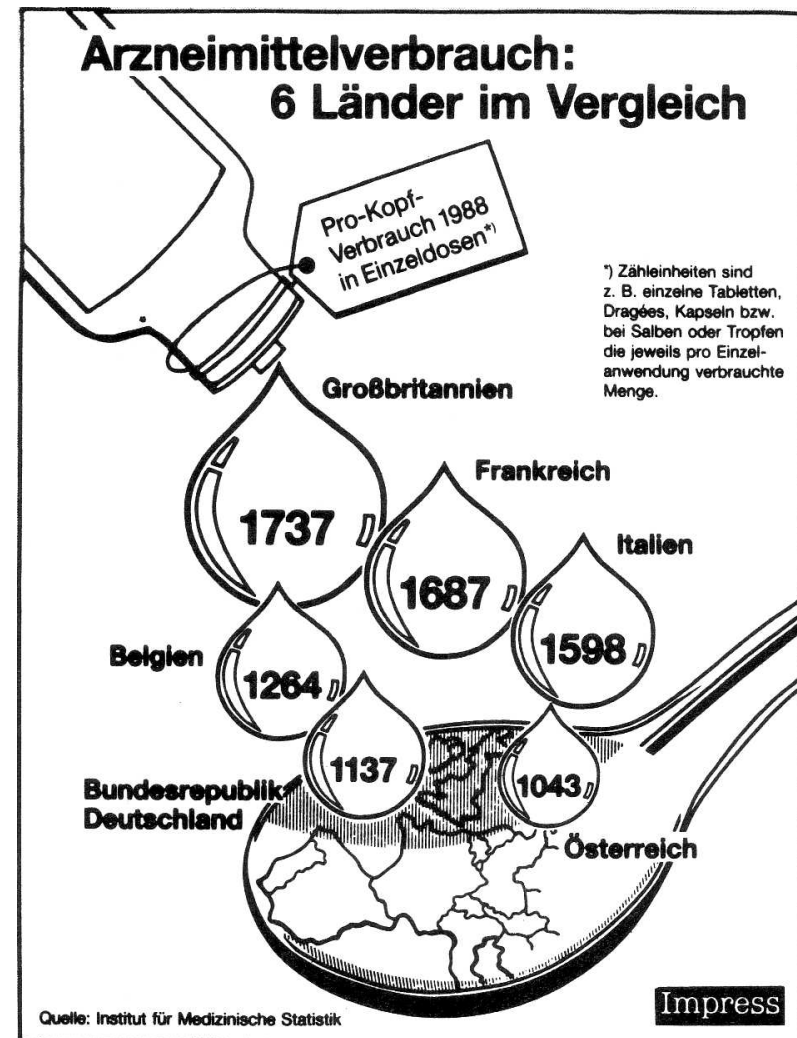 Arzneimittelverbrauch:
6 Länder im Vergleich
Pro-Kopf-
Verbrauch 1988
in Einzeldosen*)
*) Zähleinheiten sind
z. B. einzelne Tabletten,
Dragées, Kapseln bzw.
bei Salben oder Tropfen
die jeweils pro Einzel-
anwendung verbrauchte
Menge.
Großbritannien
1737
Frankreich
1687
Italien
1598
Belgien
1264
Bundesrepublik
Deutschland
1137
1043
Österreich
Quelle: Institut für Medizinische Statistik
Impress